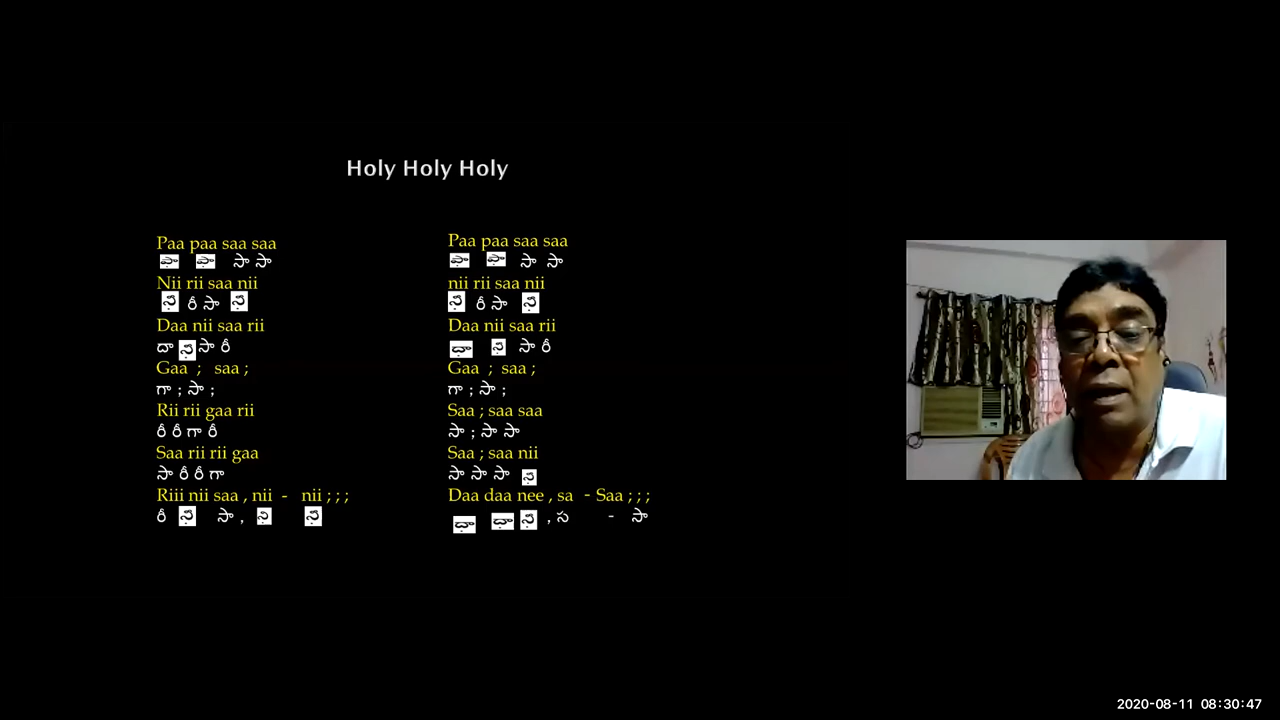 Holy Holy Holy
Paa paa saa saa
పా పా సా సా
Nii rii saa nii
నీ రీ సా నీ
Daa nii saa rii
దా నీ సా రీ
Gaa ; saa ;
గా ; సా ;
Rii rii gaa rii
రీ రీ గా రీ
Saa rii rii gaa
సా రీ రీ గా
Riii nii saa , nii - nii ; ; ;
రీ నీ సా , ని నీ
Paa paa saa saa
పా పా సా సా
nii rii saa nii
నీ రీ సా నీ
Daa nii saa rii
దా నీ సా రీ
Gaa ; saa ;
గా ; సా ;
Saa ; saa saa
సా ; సా సా
Saa ; saa nii
సా సా సా నీ
Daa daa nee , sa - Saa ; ; ;
దా దా నీ , స - సా
2020-08-11 08:30:47